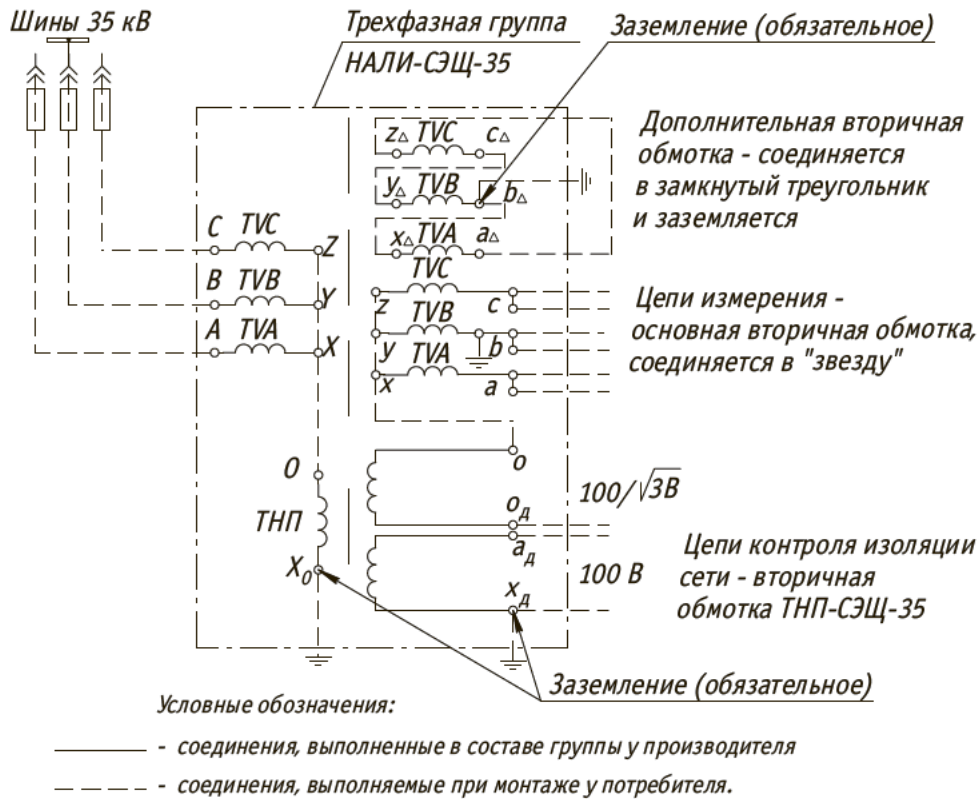 Шины 35 кВ
Трехфазная группа
НАЛИ-СЭЩ-35
Заземление (обязательное)
z△ TVC c△
y△ TVB b△
x△ TVA a△
Дополнительная вторичная
обмотка - соединяется
в замкнутый треугольник
и заземляется
C TVC Z
B TVB Y
A TVA X
TVC
z c
TVB
y b
TVA
x a
Цепи измерения -
основная вторичная обмотка,
соединяется в "звезду"
O
ТНП
X₀
o
100/√3В
oд
aд
100 В
xд
Цепи контроля изоляции
сети - вторичная
обмотка ТНП-СЭЩ-35
Заземление (обязательное)
Условные обозначения:
- соединения, выполненные в составе группы у производителя
- соединения, выполняемые при монтаже у потребителя.